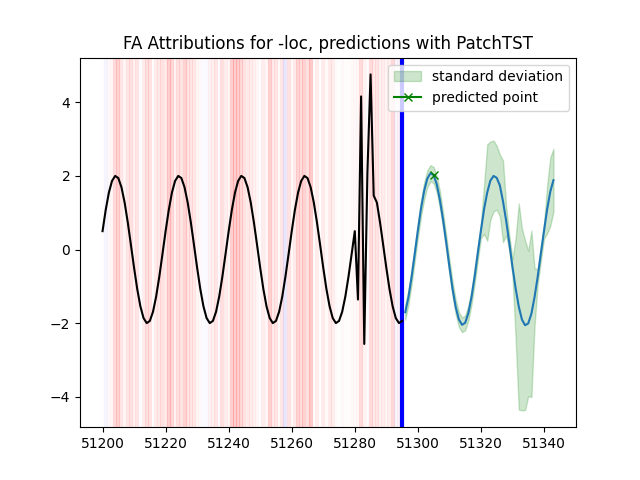 FA Attributions for -loc, predictions with PatchTST
standard deviation
predicted point
4
2
0
−2
−4
51200 51220 51240 51260 51280 51300 51320 51340